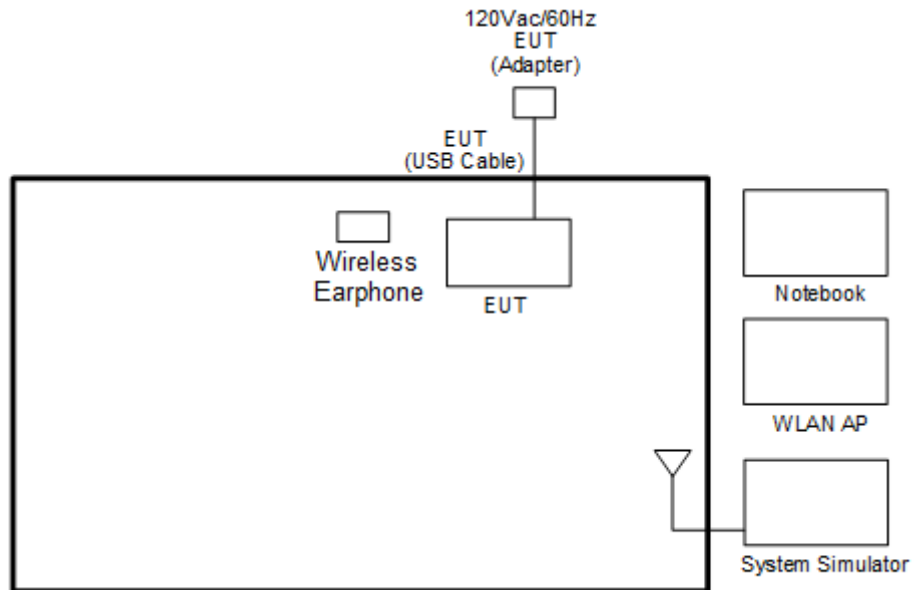 120Vac/60Hz
EUT
(Adapter)
EUT
(USB Cable)
Wireless
Earphone
EUT
Notebook
WLAN AP
System Simulator